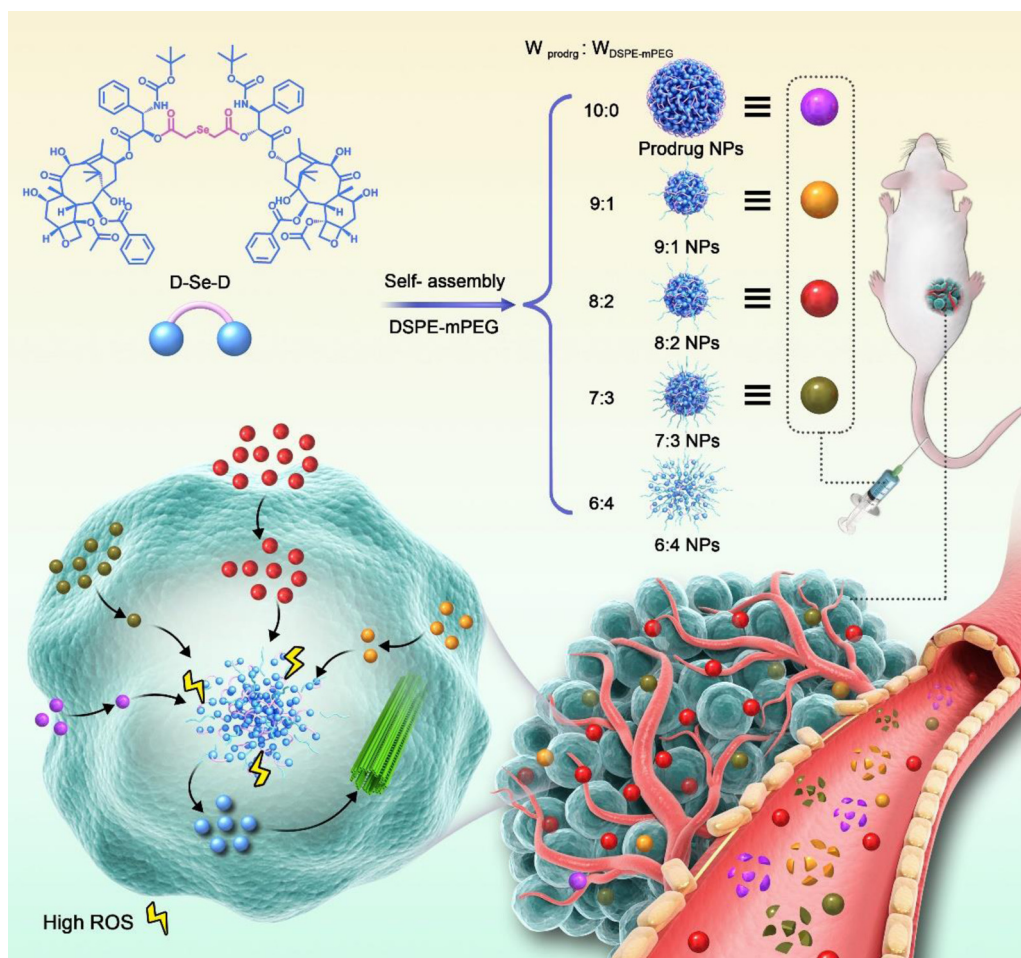 W prodrg : W DSPE-mPEG
10:0
Prodrug NPs
9:1
9:1 NPs
8:2
8:2 NPs
7:3
7:3 NPs
6:4
6:4 NPs
D-Se-D
Self- assembly
DSPE-mPEG
High ROS